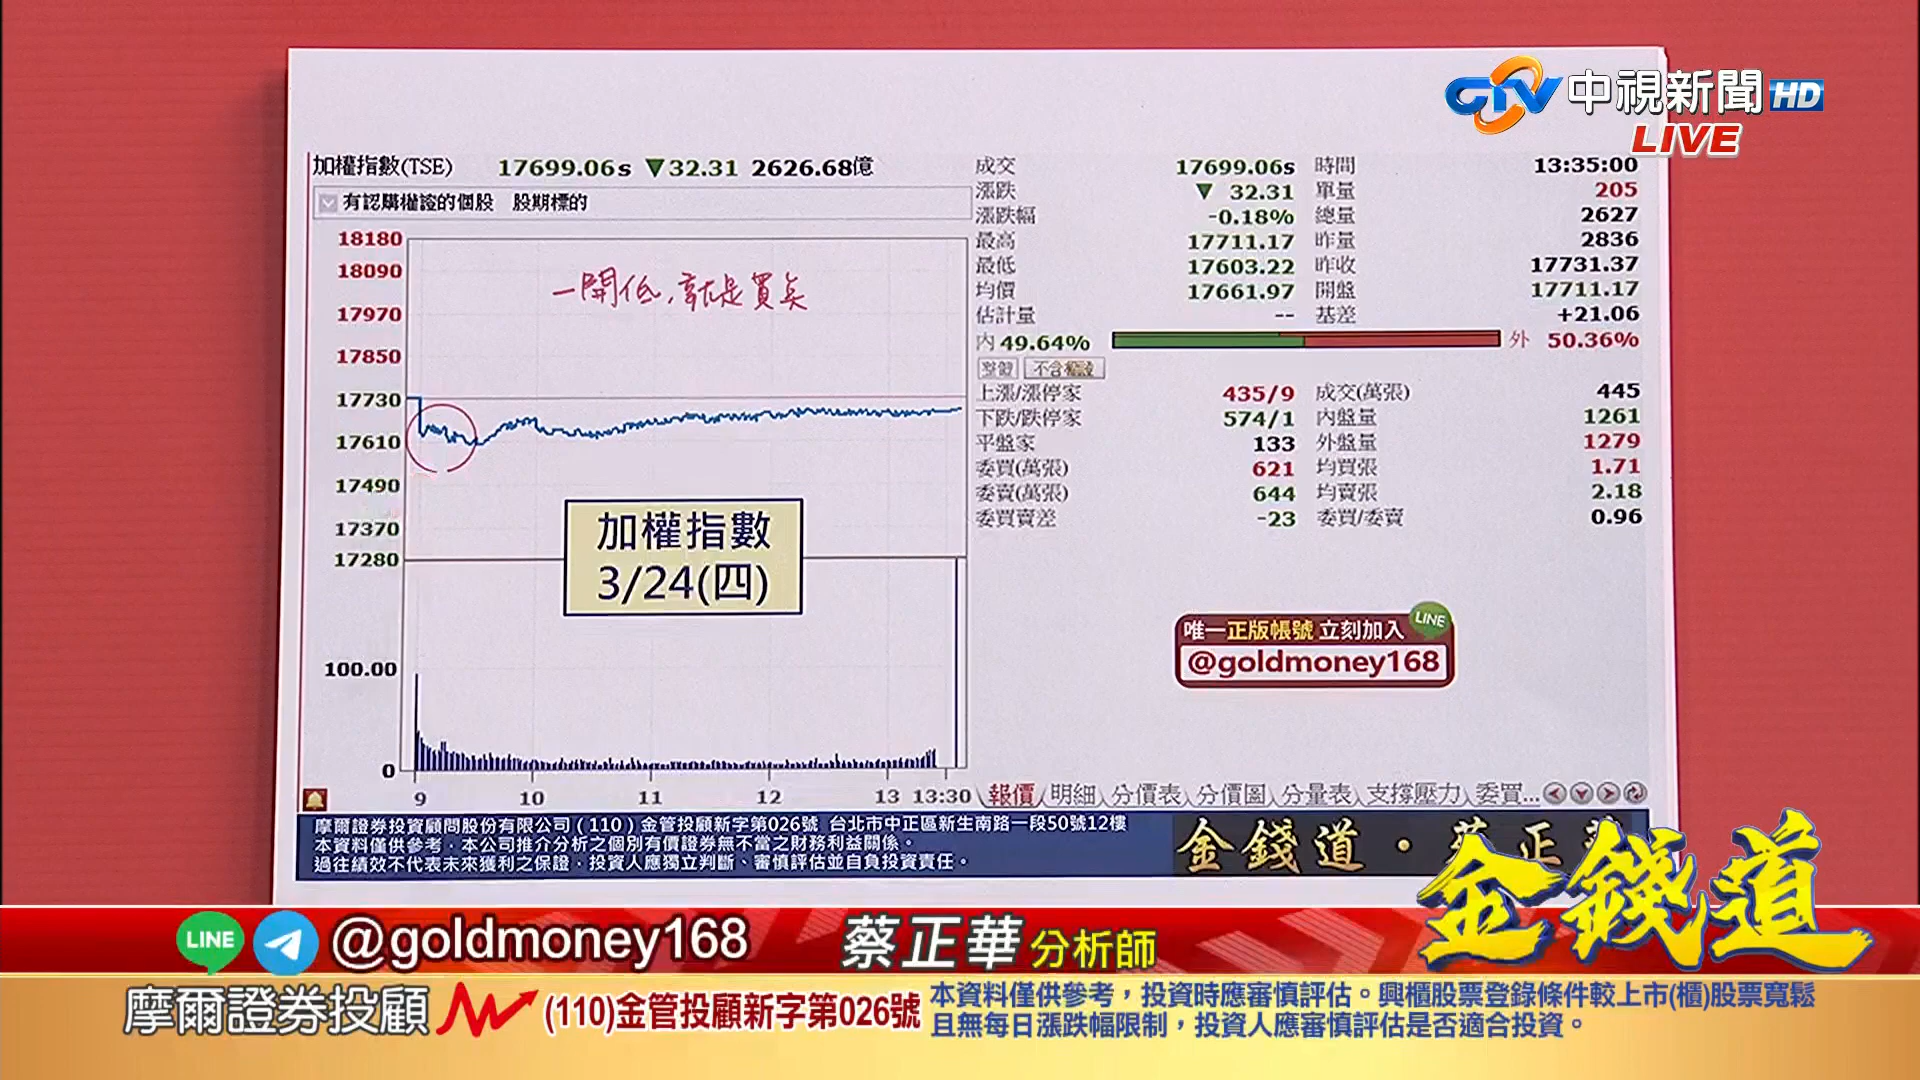 CTV 中視新聞 HD
LIVE
加權指數(TSE) 17699.06s ▼32.31 2626.68億
有認購權證的個股 股期標的
18180
18090
17970
17850
17730
17610
17490
17370
17280
100.00
0
9 10 11 12 13 13:30
一開低,就是買點
加權指數
3/24(四)
成交 17699.06s 時間 13:35:00
漲跌 ▼ 32.31 單量 205
漲跌幅 -0.18% 總量 2627
最高 17711.17 昨量 2836
最低 17603.22 昨收 17731.37
均價 17661.97 開盤 17711.17
估計量 -- 基差 +21.06
內 49.64% 外 50.36%
整體 不含權證
上漲/漲停家 435/9 成交(萬張) 445
下跌/跌停家 574/1 內盤量 1261
平盤家 133 外盤量 1279
委買(萬張) 621 均買張 1.71
委賣(萬張) 644 均賣張 2.18
委買賣差 -23 委買/委賣 0.96
唯一正版帳號 立刻加入 LINE
@goldmoney168
報價 明細 分價表 分價圖 分量表 支撐壓力 委買...
摩爾證券投資顧問股份有限公司(110)金管投顧新字第026號 台北市中正區新生南路一段50號12樓
本資料僅供參考,本公司推介分析之個別有價證券無不當之財務利益關係。
過往績效不代表未來獲利之保證,投資人應獨立判斷、審慎評估並自負投資責任。
金錢道・蔡正華
金錢道
LINE @goldmoney168 蔡正華 分析師
摩爾證券投顧 (110)金管投顧新字第026號
本資料僅供參考,投資時應審慎評估。興櫃股票登錄條件較上市(櫃)股票寬鬆
且無每日漲跌幅限制,投資人應審慎評估是否適合投資。